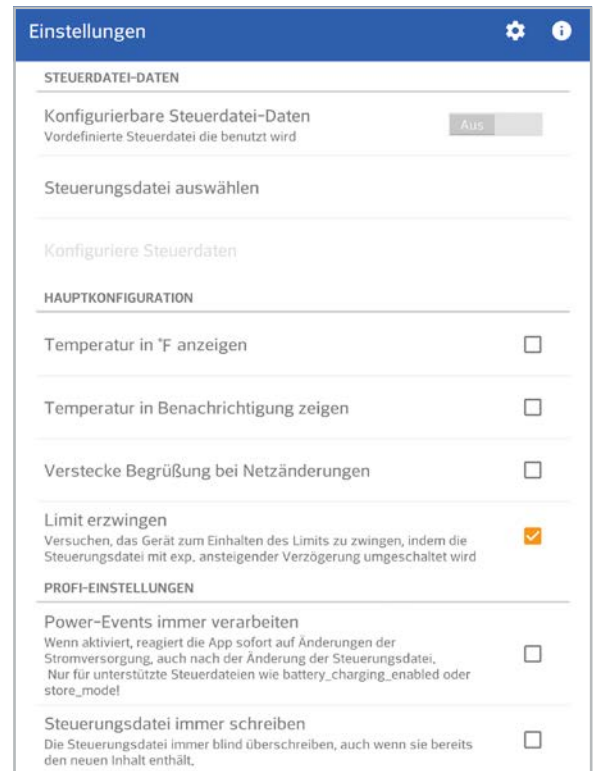 Einstellungen
STEUERDATEI-DATEN
Konfigurierbare Steuerdatei-Daten
Vordefinierte Steuerdatei die benutzt wird
Aus
Steuerungsdatei auswählen
Konfiguriere Steuerdaten
HAUPTKONFIGURATION
Temperatur in °F anzeigen
Temperatur in Benachrichtigung zeigen
Verstecke Begrüßung bei Netzänderungen
Limit erzwingen
Versuchen, das Gerät zum Einhalten des Limits zu zwingen, indem die
Steuerungsdatei mit exp. ansteigender Verzögerung umgeschaltet wird
PROFI-EINSTELLUNGEN
Power-Events immer verarbeiten
Wenn aktiviert, reagiert die App sofort auf Änderungen der
Stromversorgung, auch nach der Änderung der Steuerungsdatei.
Nur für unterstützte Steuerdateien wie battery_charging_enabled oder
store_mode!
Steuerungsdatei immer schreiben
Die Steuerungsdatei immer blind überschreiben, auch wenn sie bereits
den neuen Inhalt enthält.